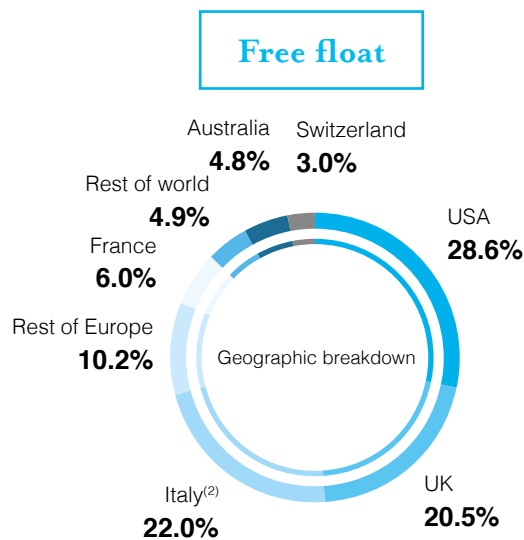 Free float
Australia
4.8%
Switzerland
3.0%
Rest of world
4.9%
USA
28.6%
France
6.0%
Rest of Europe
10.2%
Geographic breakdown
Italy(2)
22.0%
UK
20.5%